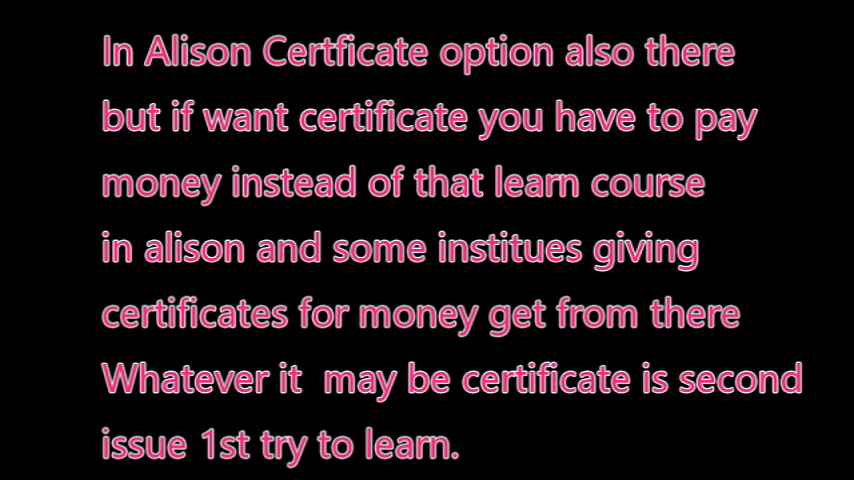 In Alison Certficate option also there
but if want certificate you have to pay
money instead of that learn course
in alison and some institues giving
certificates for money get from there
Whatever it  may be certificate is second
issue 1st try to learn.